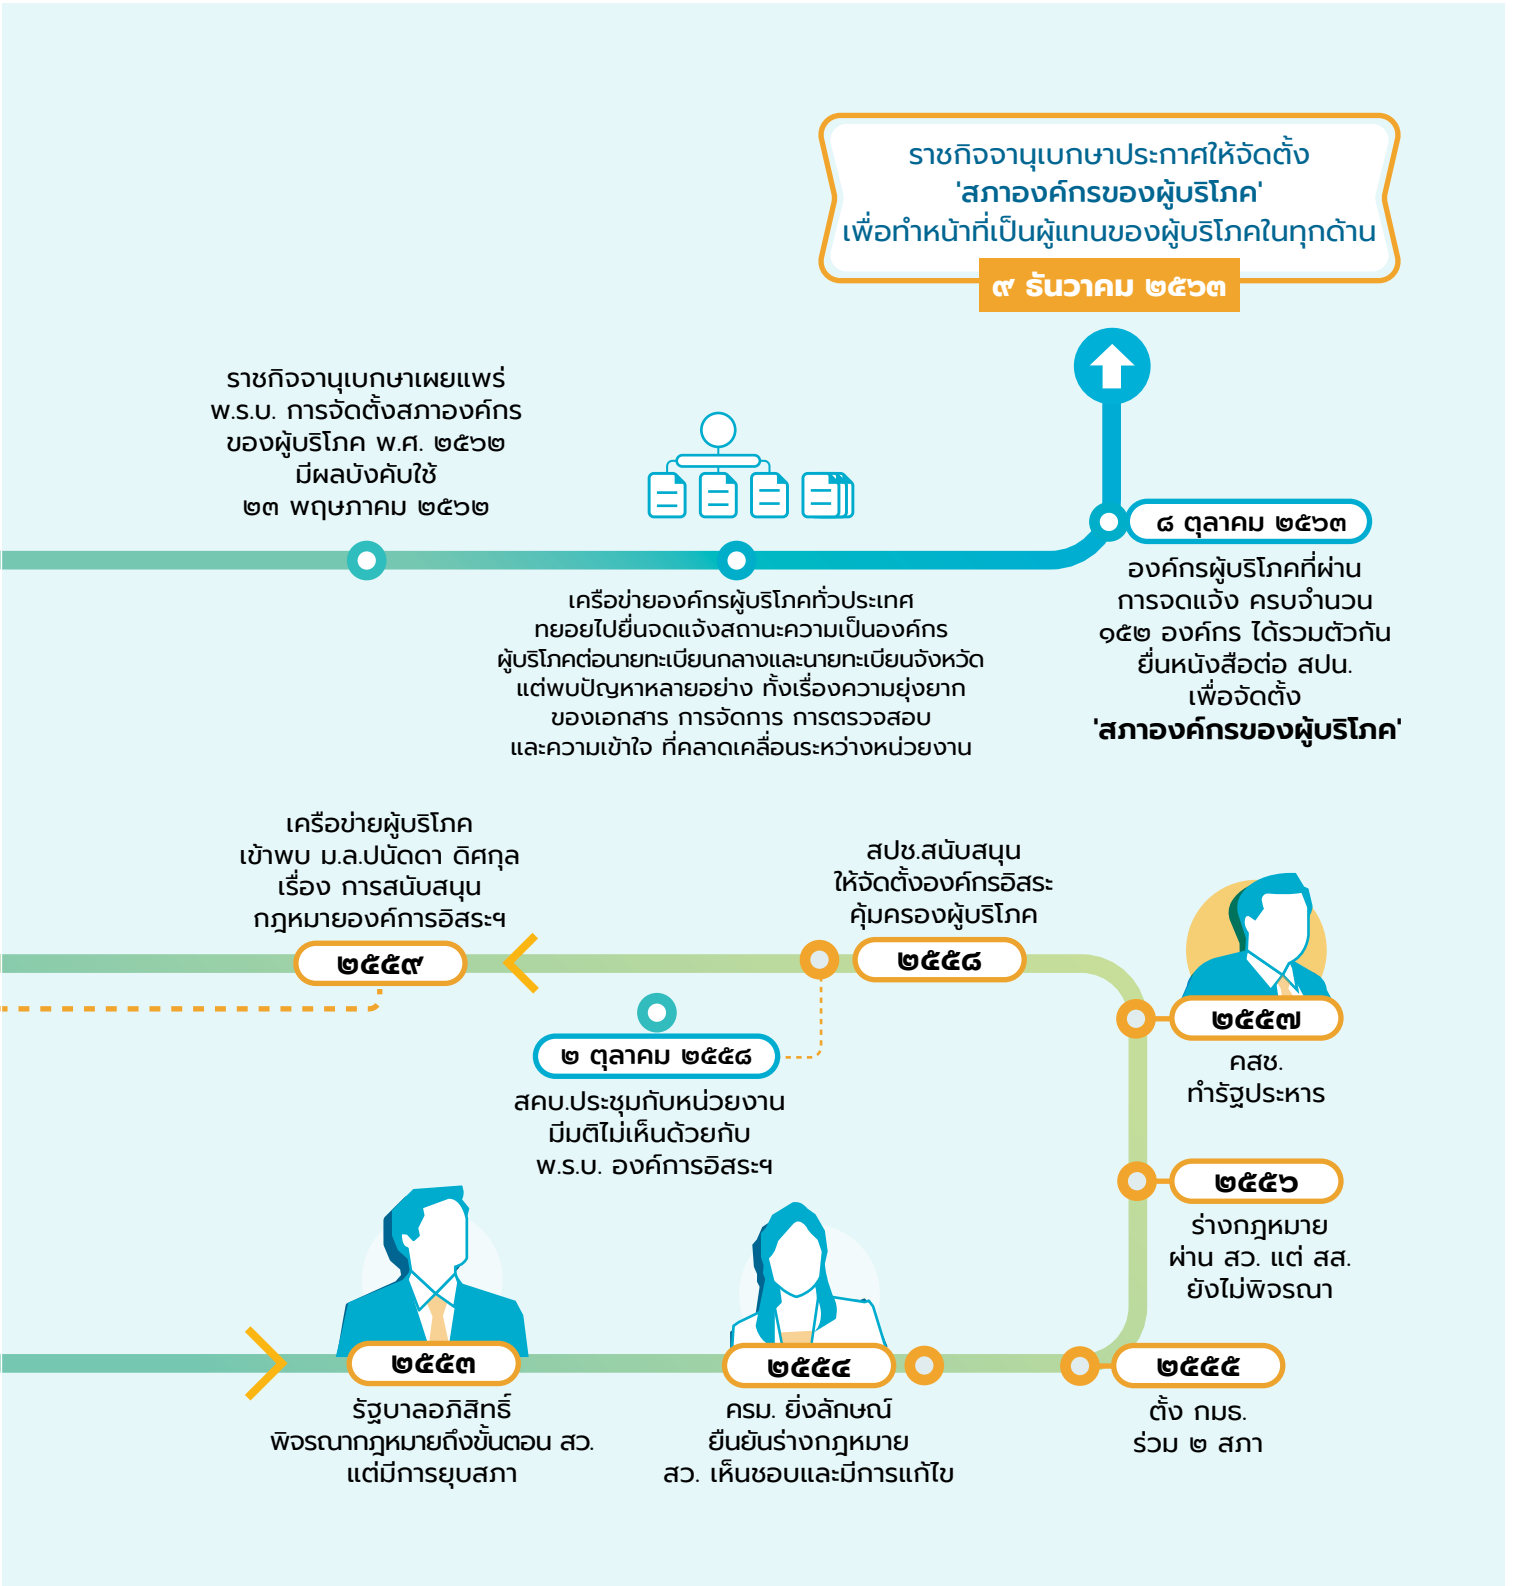 ราชกิจจานุเบกษาประกาศให้จัดตั้ง
'สภาองค์กรของผู้บริโภค'
เพื่อทำหน้าที่เป็นผู้แทนของผู้บริโภคในทุกด้าน
๙ ธันวาคม ๒๕๖๓
ราชกิจจานุเบกษาเผยแพร่
พ.ร.บ. การจัดตั้งสภาองค์กร
ของผู้บริโภค พ.ศ. ๒๕๖๒
มีผลบังคับใช้
๒๓ พฤษภาคม ๒๕๖๒
เครือข่ายองค์กรผู้บริโภคทั่วประเทศ
ทยอยไปยื่นจดแจ้งสถานะความเป็นองค์กร
ผู้บริโภคต่อนายทะเบียนกลางและนายทะเบียนจังหวัด
แต่พบปัญหาหลายอย่าง ทั้งเรื่องความยุ่งยาก
ของเอกสาร การจัดการ การตรวจสอบ
และความเข้าใจ ที่คลาดเคลื่อนระหว่างหน่วยงาน
๘ ตุลาคม ๒๕๖๓
องค์กรผู้บริโภคที่ผ่าน
การจดแจ้ง ครบจำนวน
๑๕๒ องค์กร ได้รวมตัวกัน
ยื่นหนังสือต่อ สปน.
เพื่อจัดตั้ง
'สภาองค์กรของผู้บริโภค'
เครือข่ายผู้บริโภค
เข้าพบ ม.ล.ปนัดดา ดิศกุล
เรื่อง การสนับสนุน
กฎหมายองค์การอิสระฯ
๒๕๕๙
สปช.สนับสนุน
ให้จัดตั้งองค์กรอิสระ
คุ้มครองผู้บริโภค
๒๕๕๘
๒ ตุลาคม ๒๕๕๘
สคบ.ประชุมกับหน่วยงาน
มีมติไม่เห็นด้วยกับ
พ.ร.บ. องค์การอิสระฯ
๒๕๕๗
คสช.
ทำรัฐประหาร
๒๕๕๖
ร่างกฎหมาย
ผ่าน สว. แต่ สส.
ยังไม่พิจรณา
๒๕๕๓
รัฐบาลอภิสิทธิ์
พิจรณากฎหมายถึงขั้นตอน สว.
แต่มีการยุบสภา
๒๕๕๔
ครม. ยิ่งลักษณ์
ยืนยันร่างกฎหมาย
สว. เห็นชอบและมีการแก้ไข
๒๕๕๕
ตั้ง กมธ.
ร่วม ๒ สภา